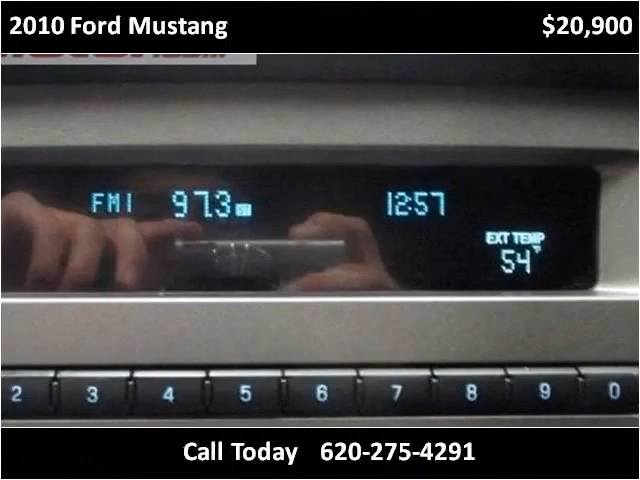 2010 Ford Mustang $20,900
FM1 97.3 ST 12:57
EXT TEMP
54°F
2 3 4 5 6 7 8 9 0
Call Today 620-275-4291